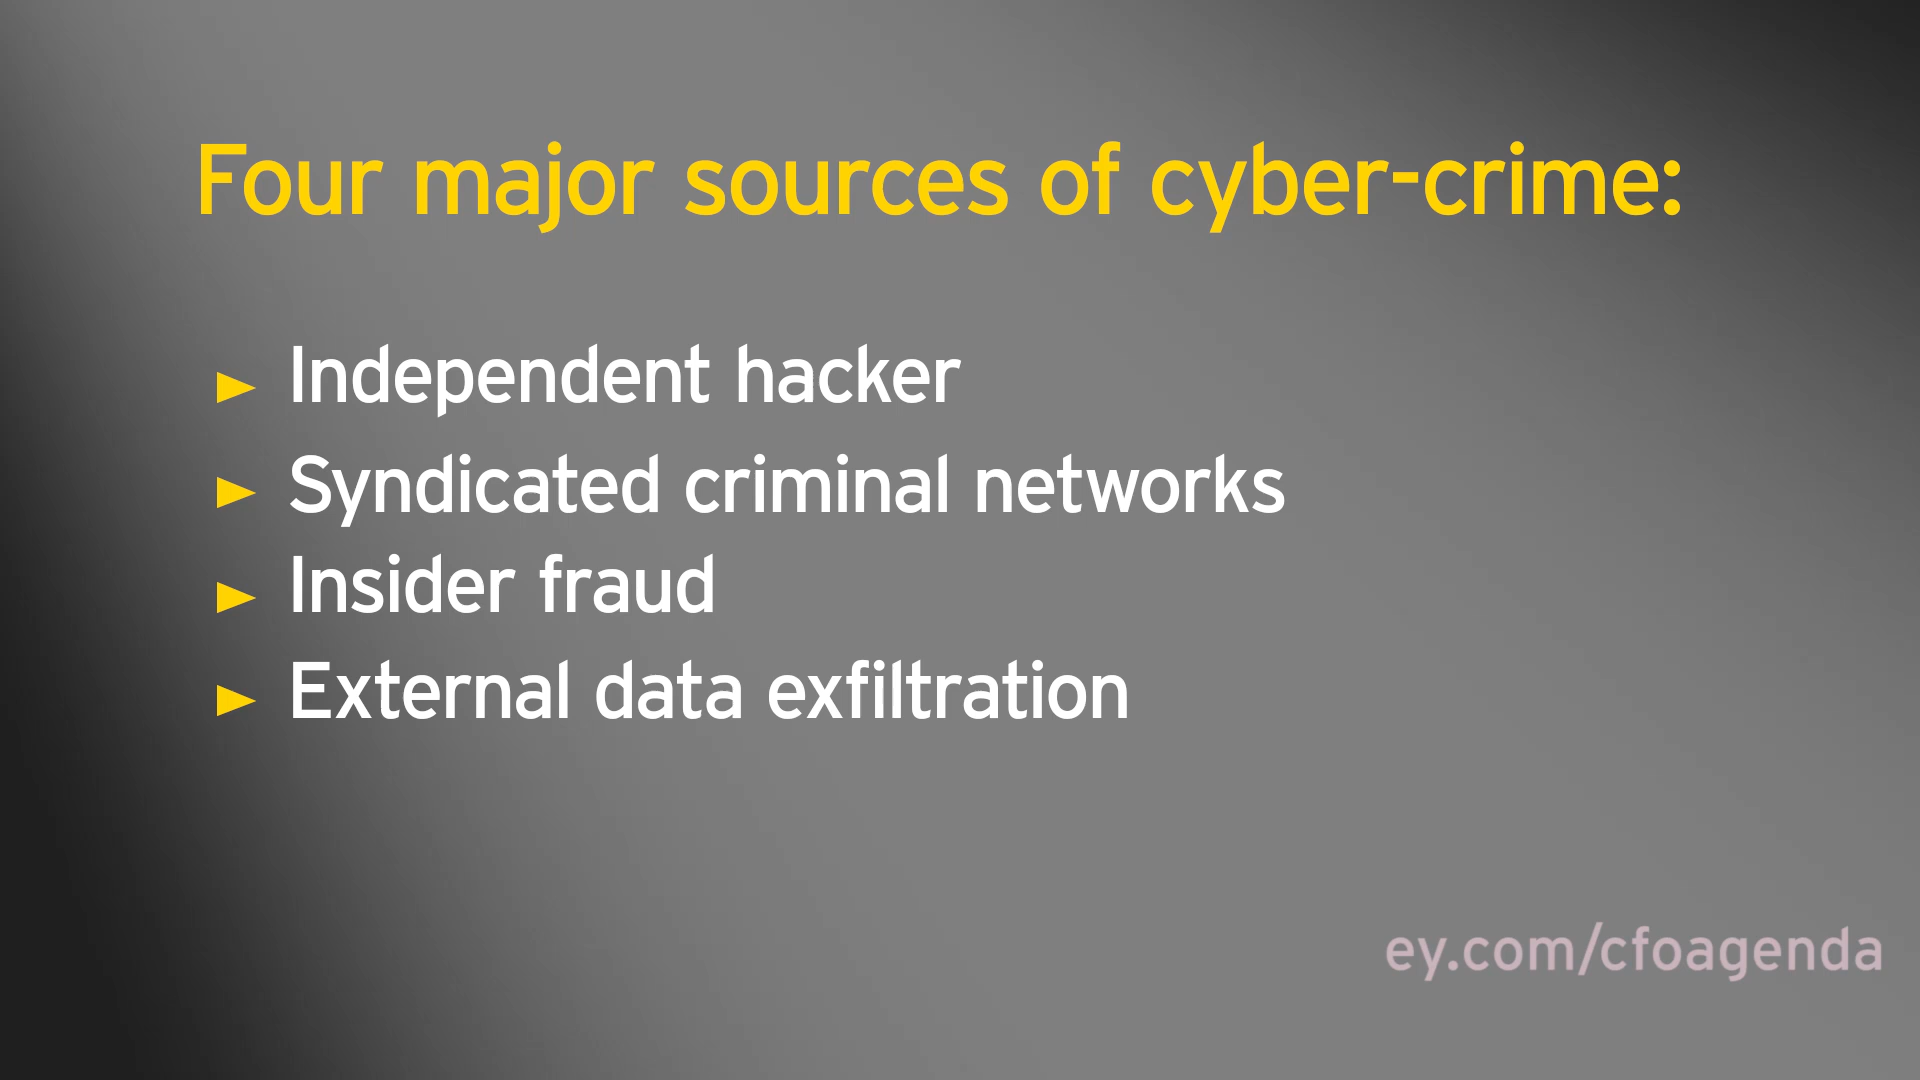 Four major sources of cyber-crime:
► Independent hacker
► Syndicated criminal networks
► Insider fraud
► External data exfiltration
ey.com/cfoagenda